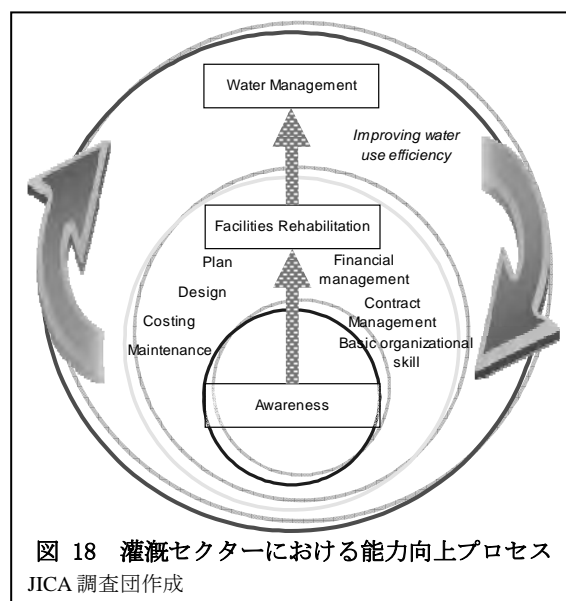 Water Management
Improving water
use efficiency
Facilities Rehabilitation
Plan
Design
Costing
Maintenance
Financial
management
Contract
Management
Basic organizational
skill
Awareness
図 18 灌漑セクターにおける能力向上プロセス
JICA 調査団作成